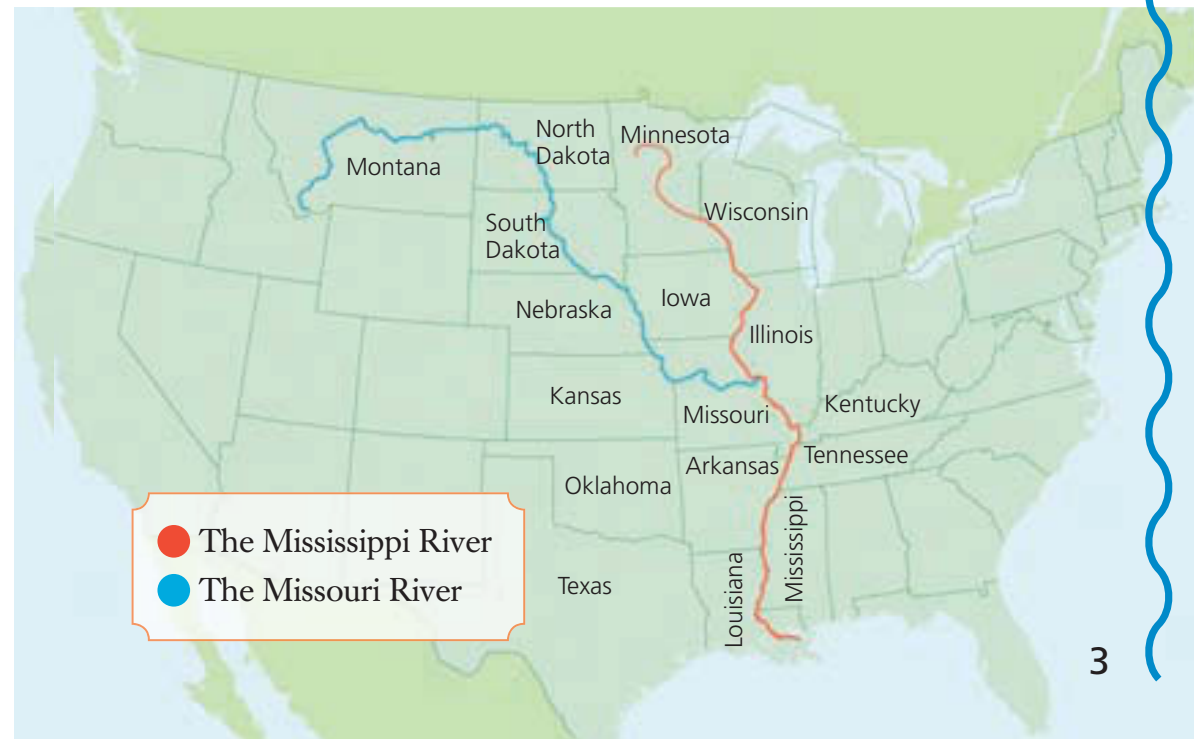 North
Dakota
Minnesota
Montana
Wisconsin
South
Dakota
Iowa
Nebraska
Illinois
Kansas
Missouri
Kentucky
Arkansas
Tennessee
Oklahoma
Mississippi
Louisiana
Texas
The Mississippi River
The Missouri River
3